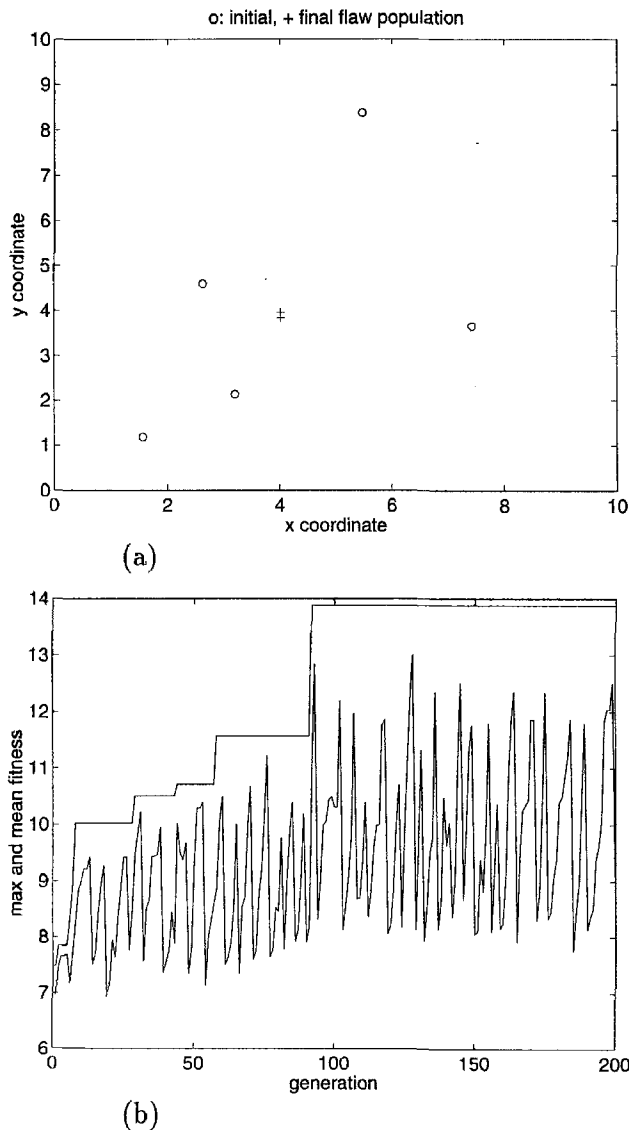 o: initial, + final flaw population
10
9
8
7
6
5
4
3
2
1
0
y coordinate
0 2 4 6 8 10
x coordinate
(a)
14
13
12
11
10
9
8
7
6
max and mean fitness
0 50 100 150 200
generation
(b)